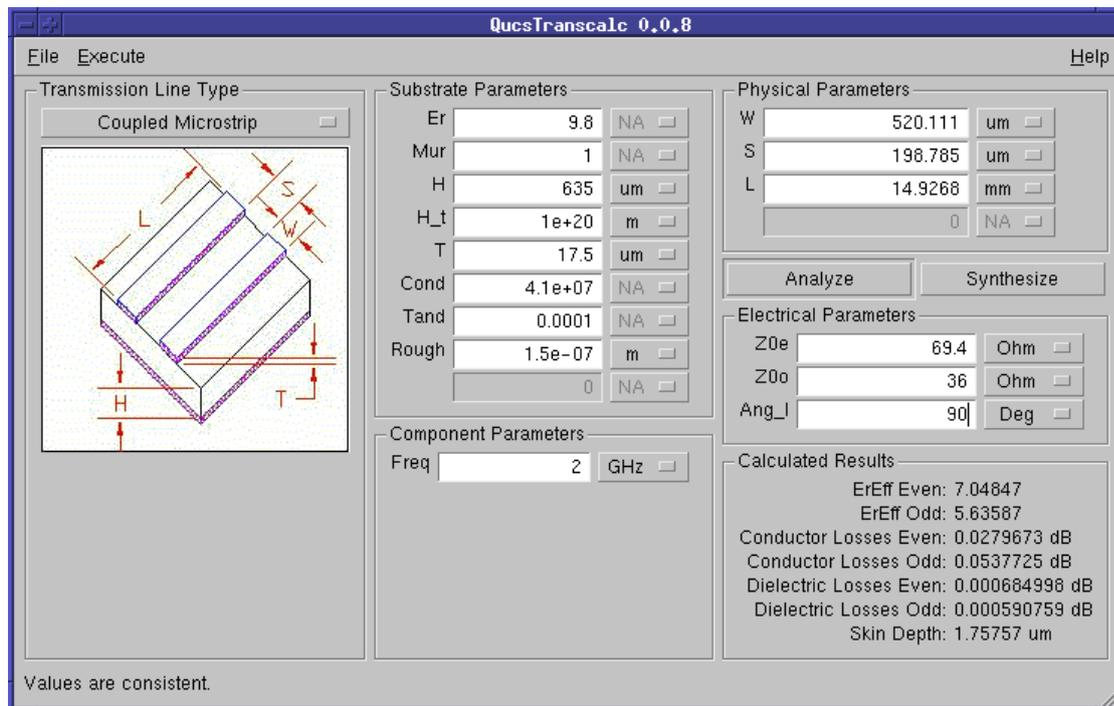 QucsTranscalc 0.0.8
File Execute Help
Transmission Line Type
Coupled Microstrip
S
W
L
H
T
Substrate Parameters
Er 9.8 NA
Mur 1 NA
H 635 um
H_t 1e+20 m
T 17.5 um
Cond 4.1e+07 NA
Tand 0.0001 NA
Rough 1.5e-07 m
0 NA
Component Parameters
Freq 2 GHz
Physical Parameters
W 520.111 um
S 198.785 um
L 14.9268 mm
0 NA
Analyze Synthesize
Electrical Parameters
Z0e 69.4 Ohm
Z0o 36 Ohm
Ang_l 90 Deg
Calculated Results
ErEff Even: 7.04847
ErEff Odd: 5.63587
Conductor Losses Even: 0.0279673 dB
Conductor Losses Odd: 0.0537725 dB
Dielectric Losses Even: 0.000684998 dB
Dielectric Losses Odd: 0.000590759 dB
Skin Depth: 1.75757 um
Values are consistent.